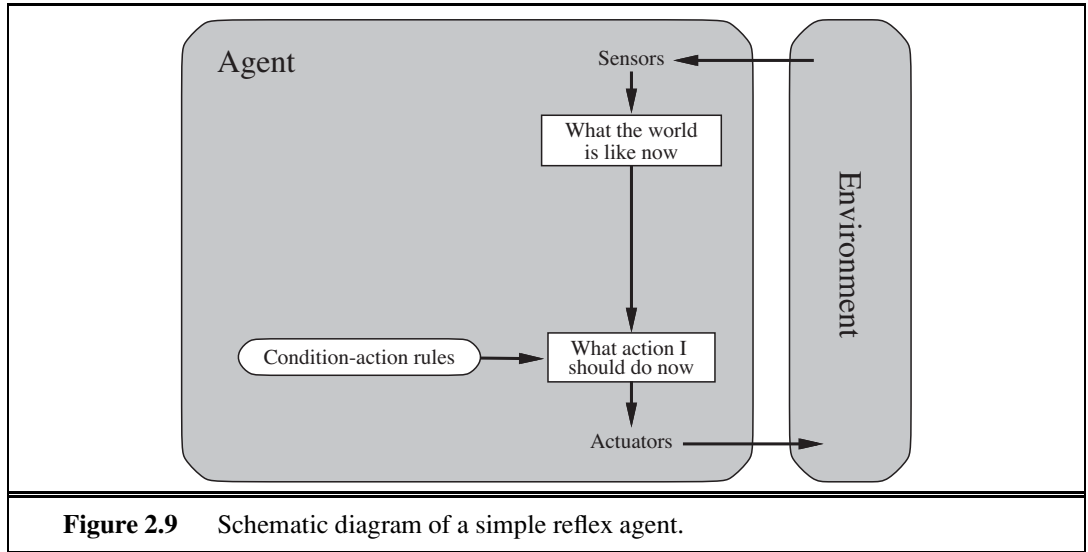 Agent
Sensors
What the world
is like now
Environment
Condition-action rules
What action I
should do now
Actuators
Figure 2.9 Schematic diagram of a simple reflex agent.